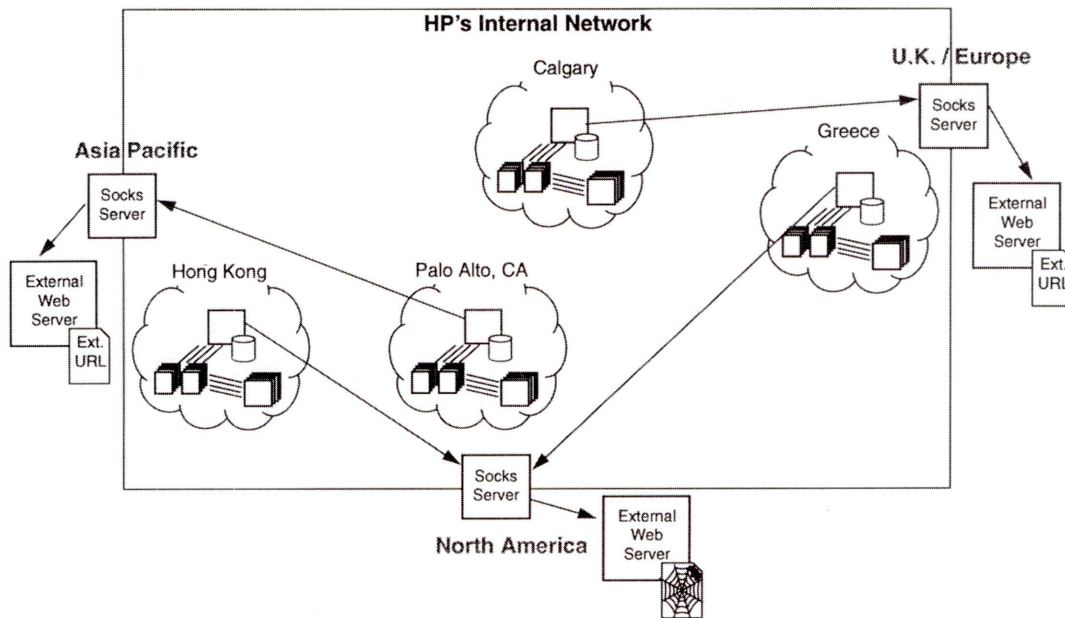 HP's Internal Network
Calgary
U.K. / Europe
Socks
Server
Greece
Asia Pacific
Socks
Server
External
Web
Server
Ext.
URL
External
Web
Server
Ext.
URL
Hong Kong
Palo Alto, CA
Socks
Server
North America
External
Web
Server